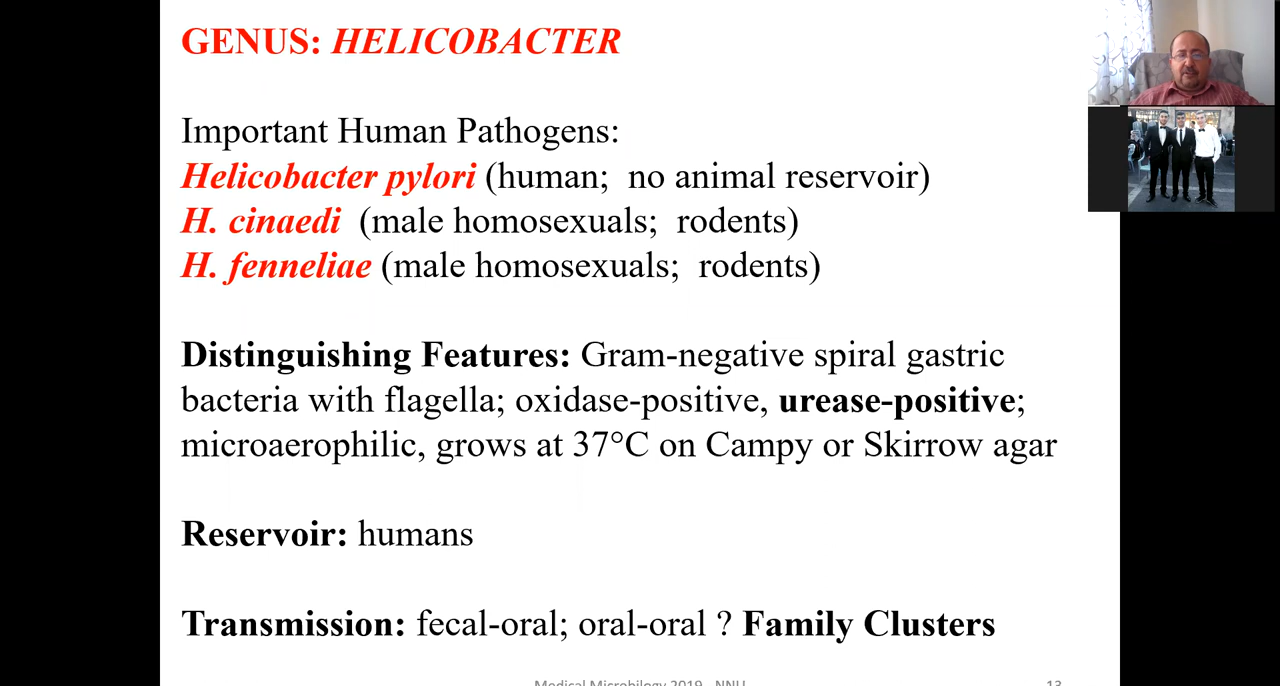 GENUS: HELICOBACTER
Important Human Pathogens:
Helicobacter pylori (human; no animal reservoir)
H. cinaedi (male homosexuals; rodents)
H. fenneliae (male homosexuals; rodents)
Distinguishing Features: Gram-negative spiral gastric
bacteria with flagella; oxidase-positive, urease-positive;
microaerophilic, grows at 37°C on Campy or Skirrow agar
Reservoir: humans
Transmission: fecal-oral; oral-oral ? Family Clusters
Medical Microbilogy 2019 - NNU 13